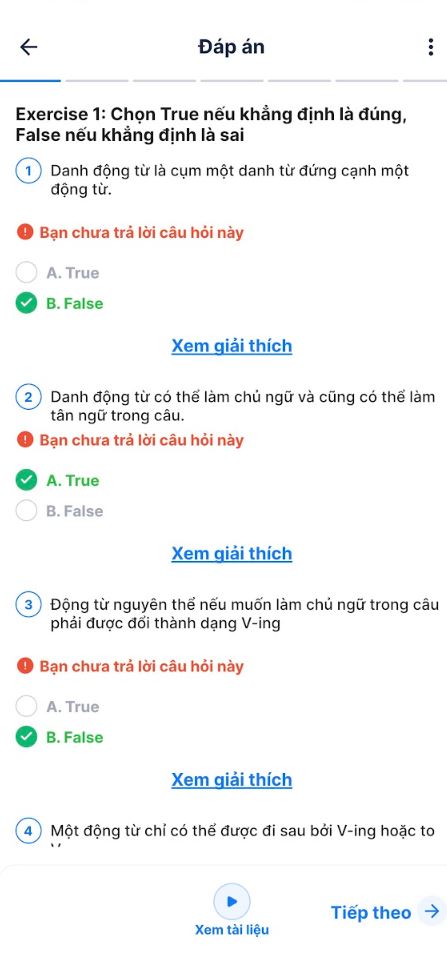 Đáp án
Exercise 1: Chọn True nếu khẳng định là đúng,
False nếu khẳng định là sai
1 Danh động từ là cụm một danh từ đứng cạnh một
động từ.
! Bạn chưa trả lời câu hỏi này
A. True
B. False
Xem giải thích
2 Danh động từ có thể làm chủ ngữ và cũng có thể làm
tân ngữ trong câu.
! Bạn chưa trả lời câu hỏi này
A. True
B. False
Xem giải thích
3 Động từ nguyên thể nếu muốn làm chủ ngữ trong câu
phải được đổi thành dạng V-ing
! Bạn chưa trả lời câu hỏi này
A. True
B. False
Xem giải thích
4 Một động từ chỉ có thể được đi sau bởi V-ing hoặc to
Xem tài liệu
Tiếp theo